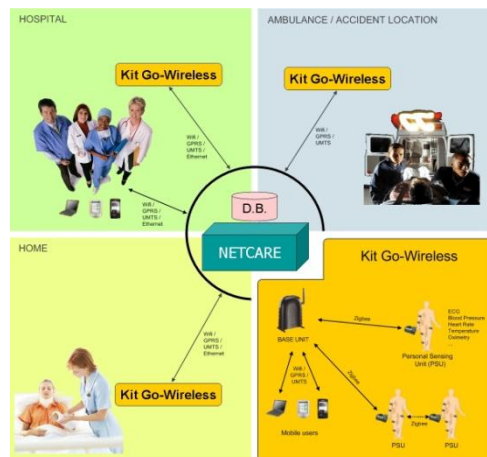 HOSPITAL
Kit Go-Wireless
Wifi /
GPRS /
UMTS /
Ethernet
Wifi /
GPRS /
UMTS /
Ethernet
AMBULANCE / ACCIDENT LOCATION
Kit Go-Wireless
Wifi /
GPRS /
UMTS
D.B.
NETCARE
HOME
Wifi /
GPRS /
UMTS /
Ethernet
Kit Go-Wireless
Kit Go-Wireless
Zigbee
ECG
Blood Pressure
Heart Rate
Temperature
Oximetry
...
BASE UNIT
Personal Sensing
Unit (PSU)
Wifi /
GPRS /
UMTS
Zigbee
Zigbee
Mobile users
PSU
PSU